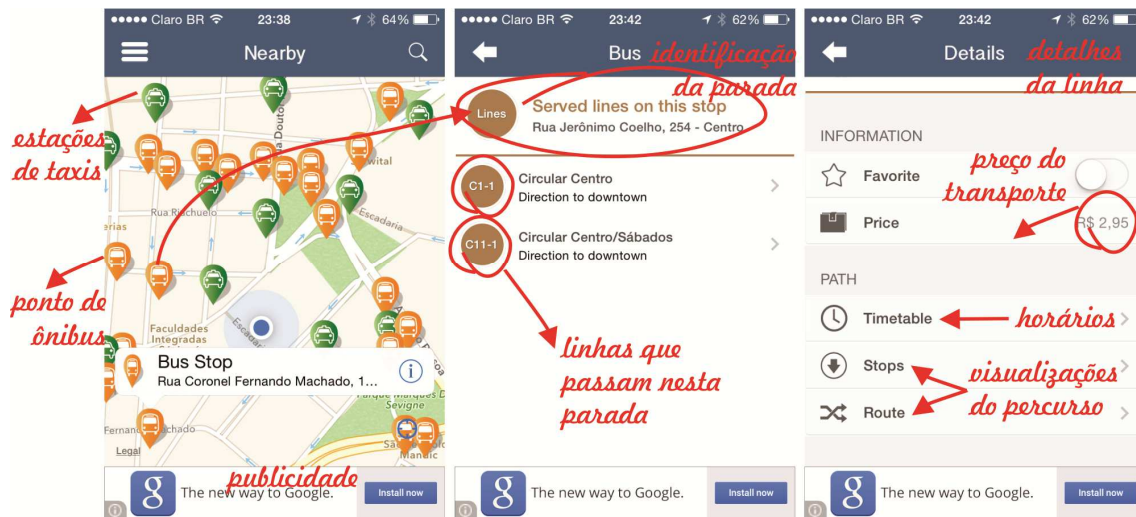 Claro BR 23:38 64%
Nearby
estações
de taxis
Rua Riachuelo
Escadaria
ponto de
ônibus
Faculdades
Integradas
Bus Stop
Rua Coronel Fernando Machado, 1...
Parque Marques D
Sevigne
Legal
publicidade
The new way to Google.
Install now
Claro BR 23:42 62%
Bus
identificação
da parada
Lines
Served lines on this stop
Rua Jerônimo Coelho, 254 - Centro
C1-1
Circular Centro
Direction to downtown
C11-1
Circular Centro/Sábados
Direction to downtown
linhas que
passam nesta
parada
8 The new way to Google.
Install now
Claro BR 23:42 62%
Details
detalhes
da linha
INFORMATION
preço do
transporte
Favorite
Price
R$ 2,95
PATH
Timetable
horários
Stops
visualizações
do percurso
Route
8 The new way to Google.
Install now